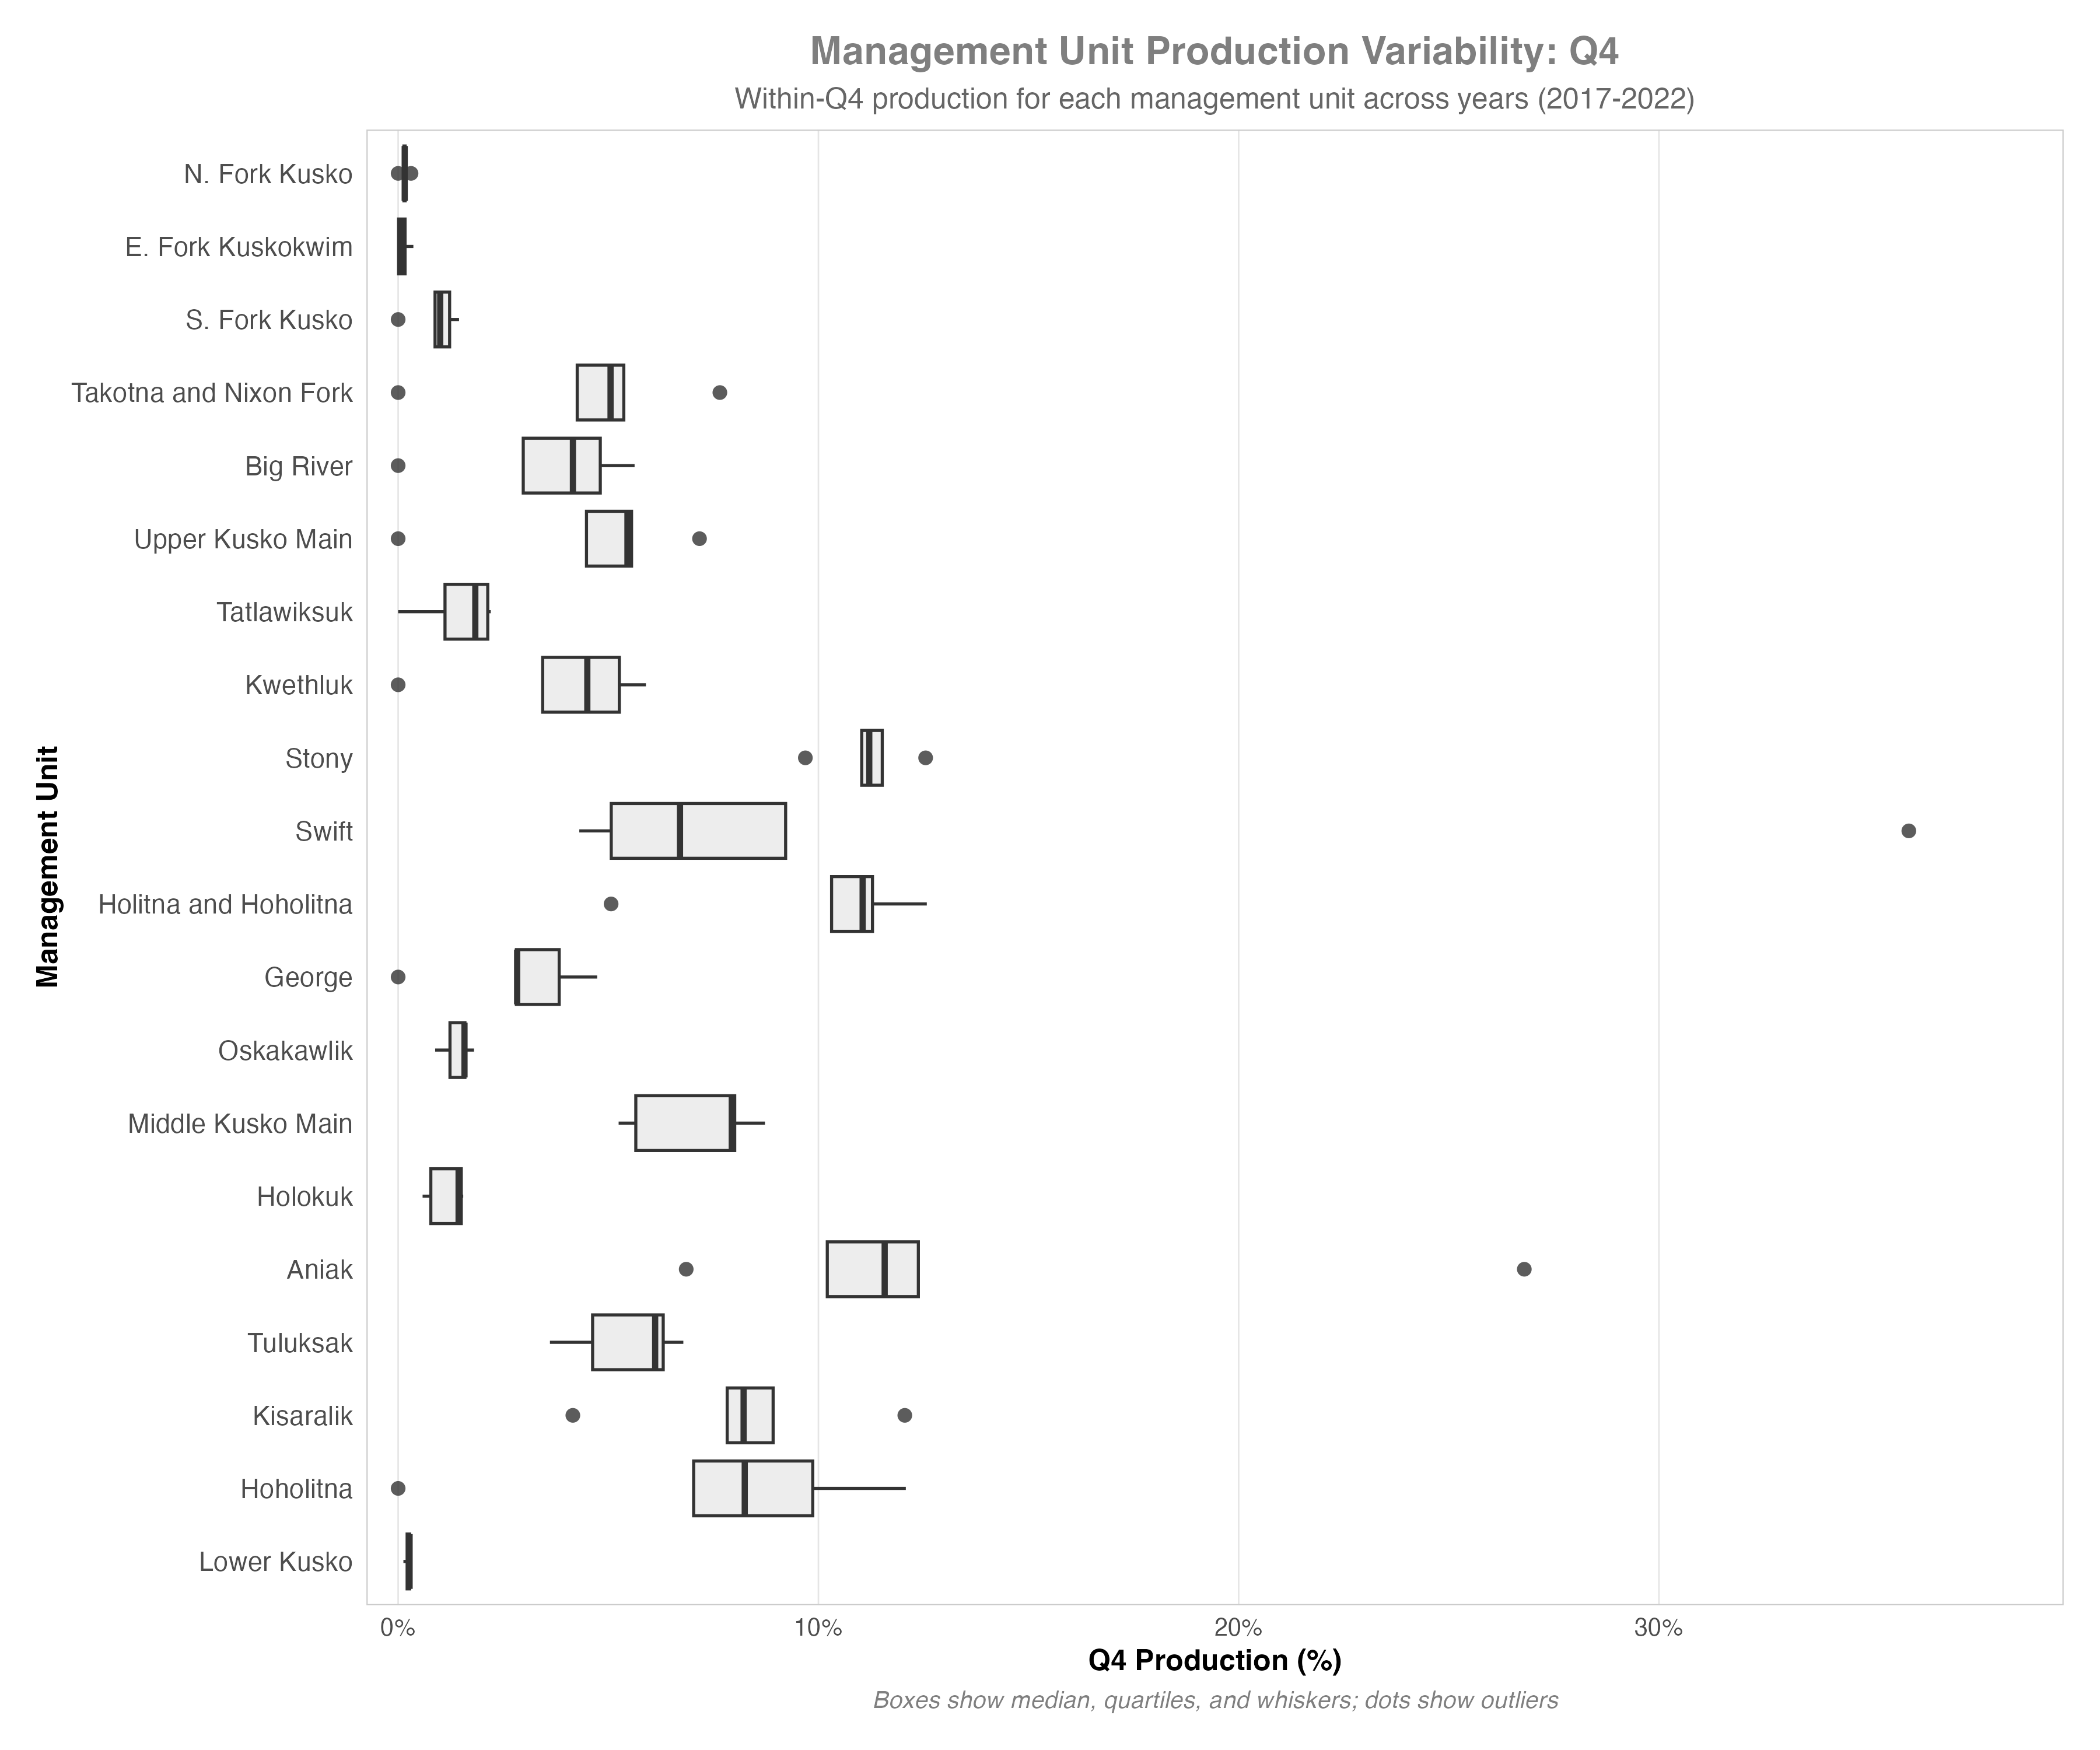 Management Unit Production Variability: Q4
Within-Q4 production for each management unit across years (2017-2022)
Management Unit
N. Fork Kusko
E. Fork Kuskokwim
S. Fork Kusko
Takotna and Nixon Fork
Big River
Upper Kusko Main
Tatlawiksuk
Kwethluk
Stony
Swift
Holitna and Hoholitna
George
Oskakawlik
Middle Kusko Main
Holokuk
Aniak
Tuluksak
Kisaralik
Hoholitna
Lower Kusko
0% 10% 20% 30%
Q4 Production (%)
Boxes show median, quartiles, and whiskers; dots show outliers